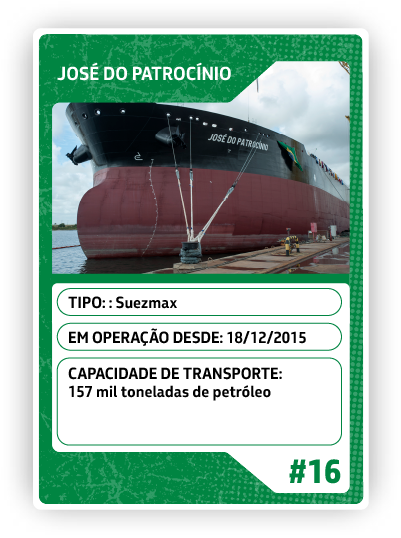 JOSÉ DO PATROCÍNIO
JOSÉ DO PATROCÍNIO
TIPO: : Suezmax
EM OPERAÇÃO DESDE: 18/12/2015
CAPACIDADE DE TRANSPORTE:
157 mil toneladas de petróleo
#16